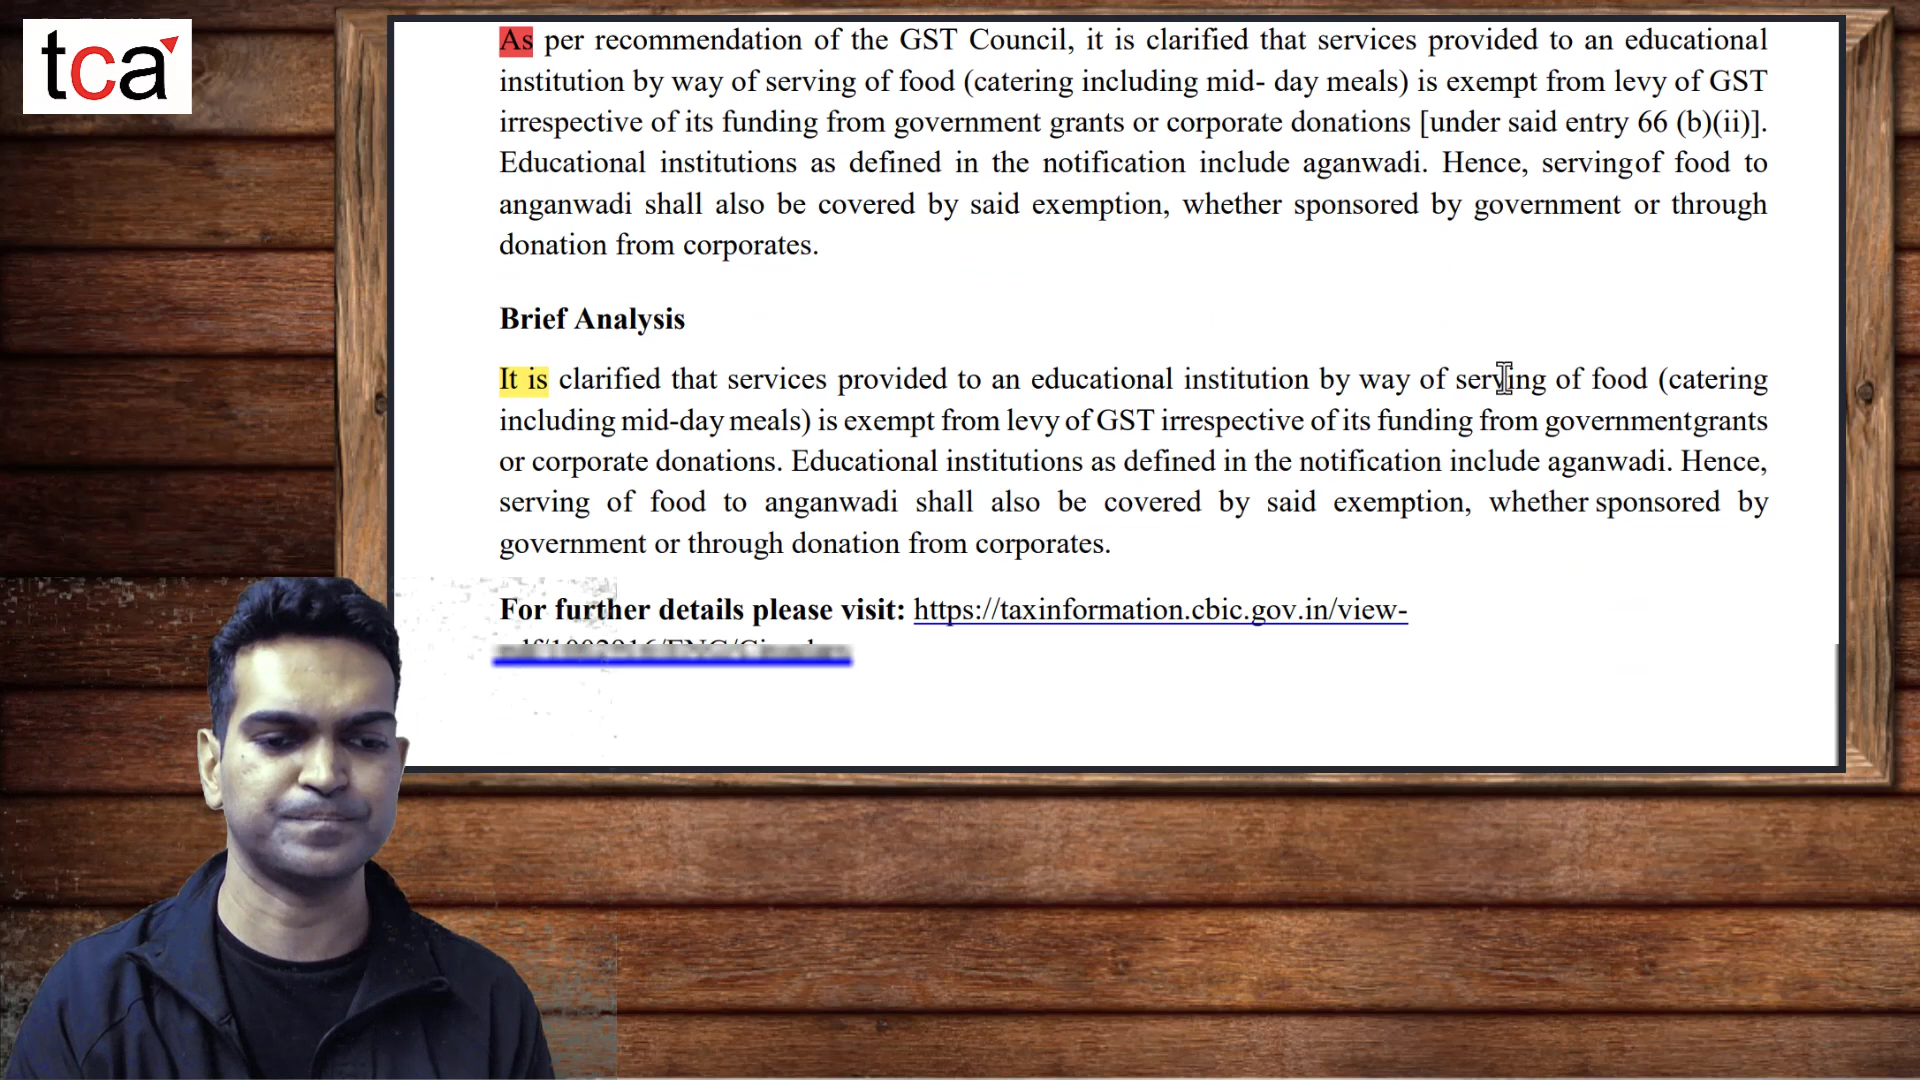 tca
As per recommendation of the GST Council, it is clarified that services provided to an educational
institution by way of serving of food (catering including mid- day meals) is exempt from levy of GST
irrespective of its funding from government grants or corporate donations [under said entry 66 (b)(ii)].
Educational institutions as defined in the notification include aganwadi. Hence, servingof food to
anganwadi shall also be covered by said exemption, whether sponsored by government or through
donation from corporates.
Brief Analysis
It is clarified that services provided to an educational institution by way of serving of food (catering
including mid-day meals) is exempt from levy of GST irrespective of its funding from governmentgrants
or corporate donations. Educational institutions as defined in the notification include aganwadi. Hence,
serving of food to anganwadi shall also be covered by said exemption, whether sponsored by
government or through donation from corporates.
For further details please visit: https://taxinformation.cbic.gov.in/view-